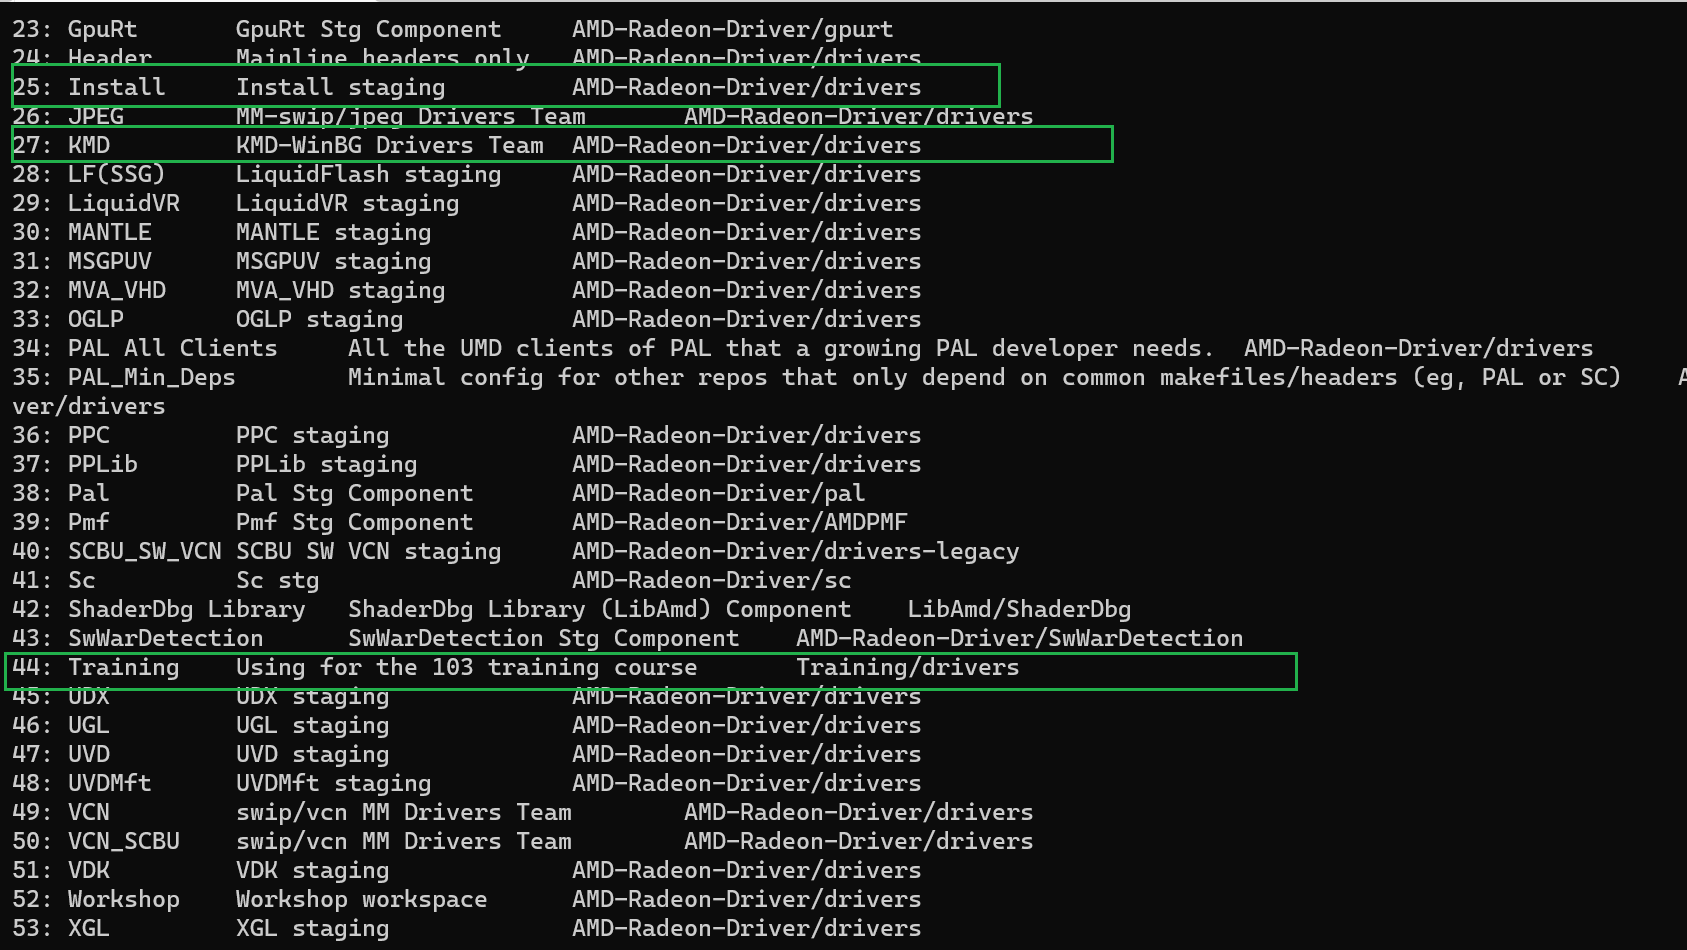 23: GpuRt GpuRt Stg Component AMD-Radeon-Driver/gpurt
24: Header Mainline headers only AMD-Radeon-Driver/drivers
25: Install Install staging AMD-Radeon-Driver/drivers
26: JPEG MM-swip/jpeg Drivers Team AMD-Radeon-Driver/drivers
27: KMD KMD-WinBG Drivers Team AMD-Radeon-Driver/drivers
28: LF(SSG) LiquidFlash staging AMD-Radeon-Driver/drivers
29: LiquidVR LiquidVR staging AMD-Radeon-Driver/drivers
30: MANTLE MANTLE staging AMD-Radeon-Driver/drivers
31: MSGPUV MSGPUV staging AMD-Radeon-Driver/drivers
32: MVA_VHD MVA_VHD staging AMD-Radeon-Driver/drivers
33: OGLP OGLP staging AMD-Radeon-Driver/drivers
34: PAL All Clients All the UMD clients of PAL that a growing PAL developer needs. AMD-Radeon-Driver/drivers
35: PAL_Min_Deps Minimal config for other repos that only depend on common makefiles/headers (eg, PAL or SC)
ver/drivers
36: PPC PPC staging AMD-Radeon-Driver/drivers
37: PPLib PPLib staging AMD-Radeon-Driver/drivers
38: Pal Pal Stg Component AMD-Radeon-Driver/pal
39: Pmf Pmf Stg Component AMD-Radeon-Driver/AMDPMF
40: SCBU_SW_VCN SCBU SW VCN staging AMD-Radeon-Driver/drivers-legacy
41: Sc Sc stg AMD-Radeon-Driver/sc
42: ShaderDbg Library ShaderDbg Library (LibAmd) Component LibAmd/ShaderDbg
43: SwWarDetection SwWarDetection Stg Component AMD-Radeon-Driver/SwWarDetection
44: Training Using for the 103 training course Training/drivers
45: UDX UDX staging AMD-Radeon-Driver/drivers
46: UGL UGL staging AMD-Radeon-Driver/drivers
47: UVD UVD staging AMD-Radeon-Driver/drivers
48: UVDMft UVDMft staging AMD-Radeon-Driver/drivers
49: VCN swip/vcn MM Drivers Team AMD-Radeon-Driver/drivers
50: VCN_SCBU swip/vcn MM Drivers Team AMD-Radeon-Driver/drivers
51: VDK VDK staging AMD-Radeon-Driver/drivers
52: Workshop Workshop workspace AMD-Radeon-Driver/drivers
53: XGL XGL staging AMD-Radeon-Driver/drivers